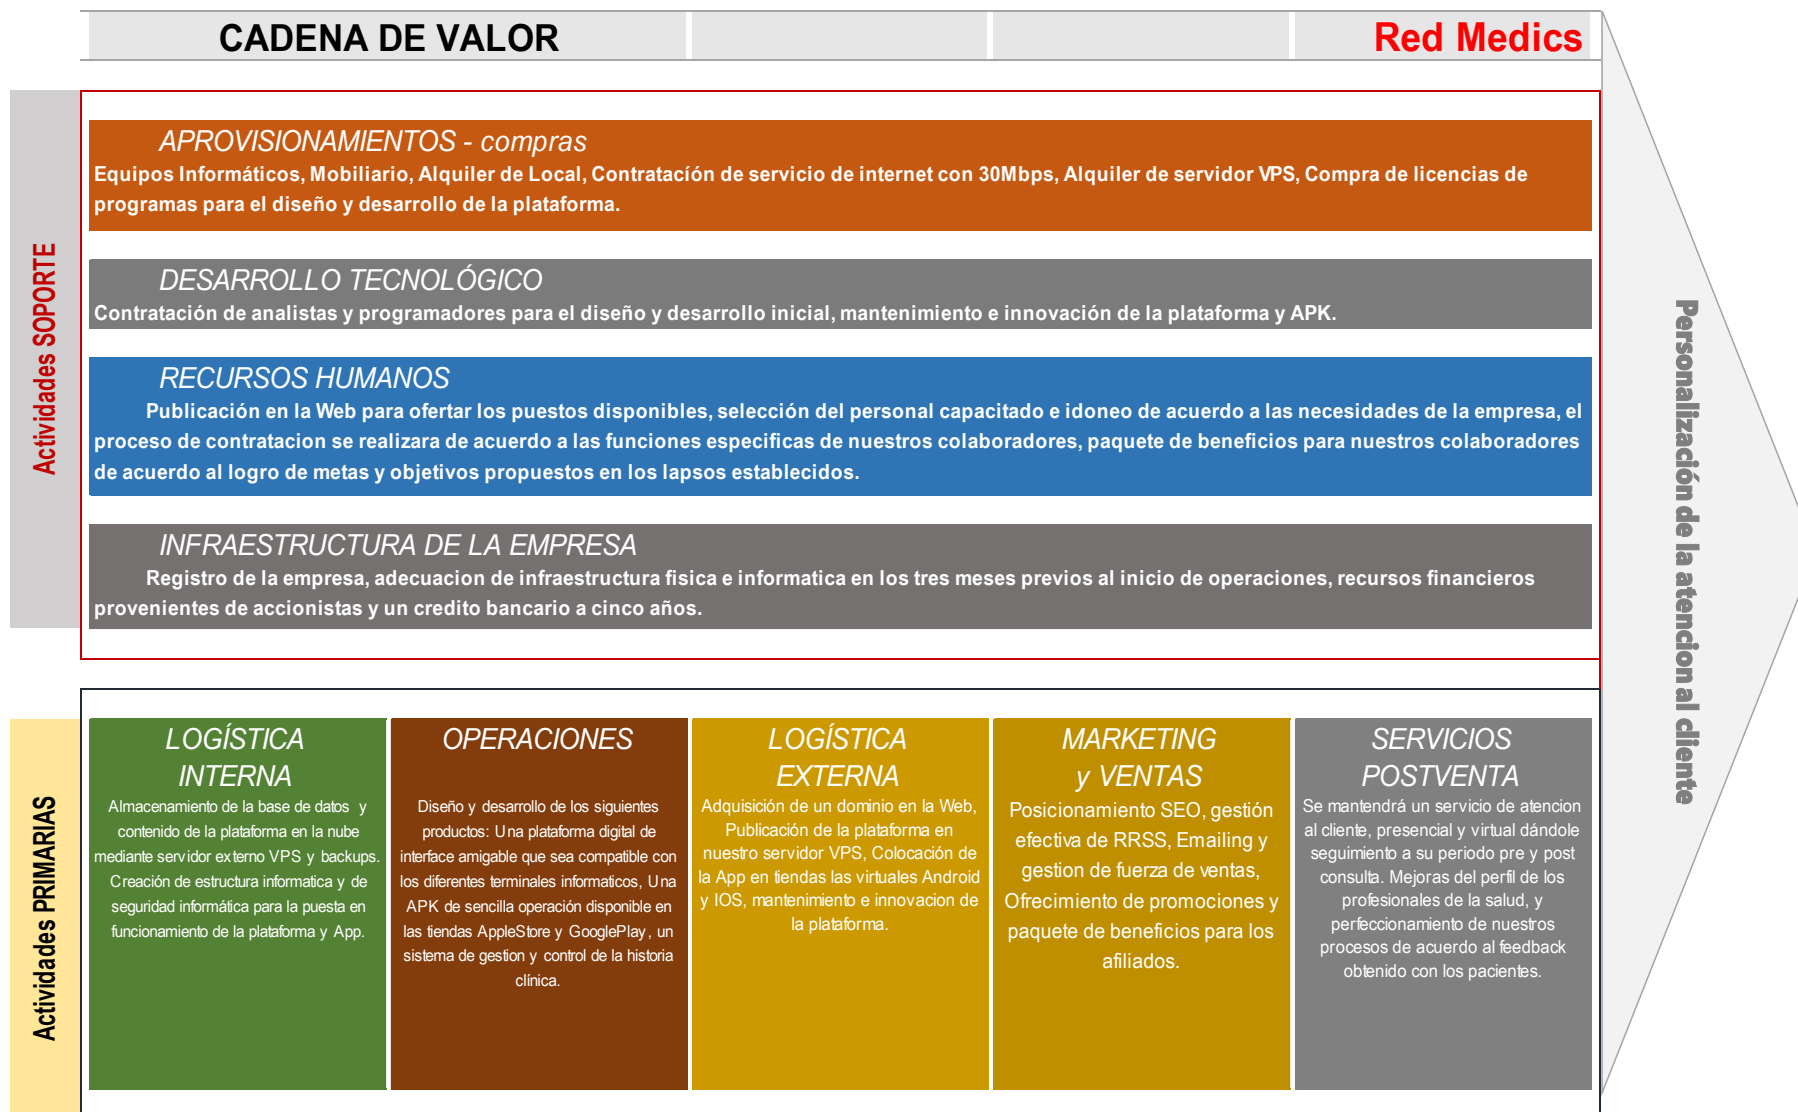 CADENA DE VALOR
Red Medics
Actividades SOPORTE
APROVISIONAMIENTOS - compras
Equipos Informáticos, Mobiliario, Alquiler de Local, Contratacíón de servicio de internet con 30Mbps, Alquiler de servidor VPS, Compra de licencias de
programas para el diseño y desarrollo de la plataforma.
DESARROLLO TECNOLÓGICO
Contratación de analistas y programadores para el diseño y desarrollo inicial, mantenimiento e innovación de la plataforma y APK.
RECURSOS HUMANOS
Publicación en la Web para ofertar los puestos disponibles, selección del personal capacitado e idoneo de acuerdo a las necesidades de la empresa, el
proceso de contratacion se realizara de acuerdo a las funciones especificas de nuestros colaboradores, paquete de beneficios para nuestros colaboradores
de acuerdo al logro de metas y objetivos propuestos en los lapsos establecidos.
INFRAESTRUCTURA DE LA EMPRESA
Registro de la empresa, adecuacion de infraestructura fisica e informatica en los tres meses previos al inicio de operaciones, recursos financieros
provenientes de accionistas y un credito bancario a cinco años.
Actividades PRIMARIAS
LOGÍSTICA
INTERNA
Almacenamiento de la base de datos y
contenido de la plataforma en la nube
mediante servidor externo VPS y backups.
Creación de estructura informatica y de
seguridad informática para la puesta en
funcionamiento de la plataforma y App.
OPERACIONES
Diseño y desarrollo de los siguientes
productos: Una plataforma digital de
interface amigable que sea compatible con
los diferentes terminales informaticos, Una
APK de sencilla operación disponible en
las tiendas AppleStore y GooglePlay, un
sistema de gestion y control de la historia
clínica.
LOGÍSTICA
EXTERNA
Adquisición de un dominio en la Web,
Publicación de la plataforma en
nuestro servidor VPS, Colocación de
la App en tiendas las virtuales Android
y IOS, mantenimiento e innovacion de
la plataforma.
MARKETING
y VENTAS
Posicionamiento SEO, gestión
efectiva de RRSS, Emailing y
gestion de fuerza de ventas,
Ofrecimiento de promociones y
paquete de beneficios para los
afiliados.
SERVICIOS
POSTVENTA
Se mantendrá un servicio de atencion
al cliente, presencial y virtual dándole
seguimiento a su periodo pre y post
consulta. Mejoras del perfil de los
profesionales de la salud, y
perfeccionamiento de nuestros
procesos de acuerdo al feedback
obtenido con los pacientes.
Personalización de la atencion al cliente